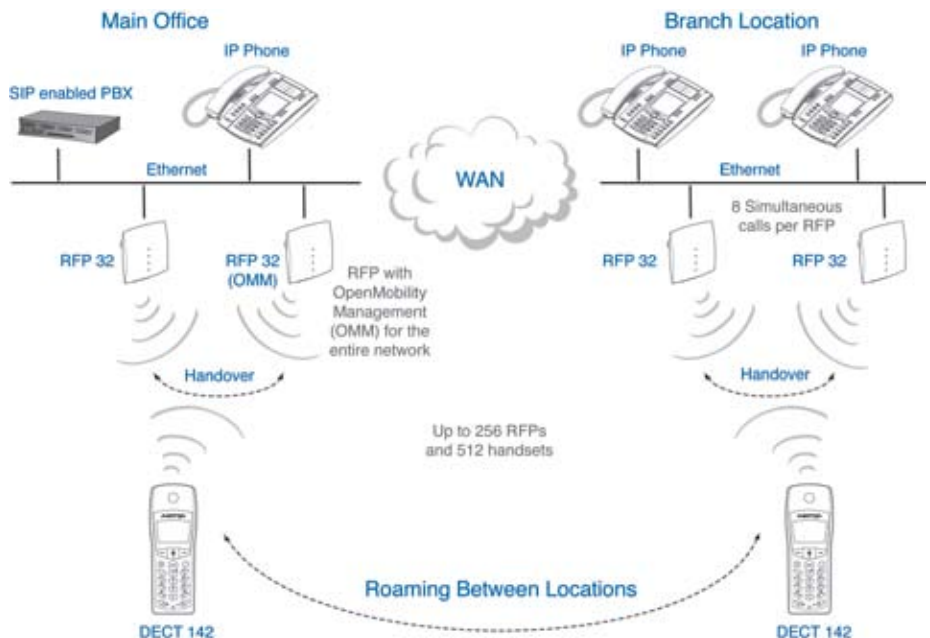 Main Office
Branch Location
IP Phone
IP Phone
IP Phone
SIP enabled PBX
Ethernet
WAN
Ethernet
8 Simultaneous
calls per RFP
RFP 32
RFP 32
(OMM)
RFP 32
RFP 32
RFP with
OpenMobility
Management
(OMM) for the
entire network
Handover
Handover
Up to 256 RFPs
and 512 handsets
Roaming Between Locations
DECT 142
DECT 142